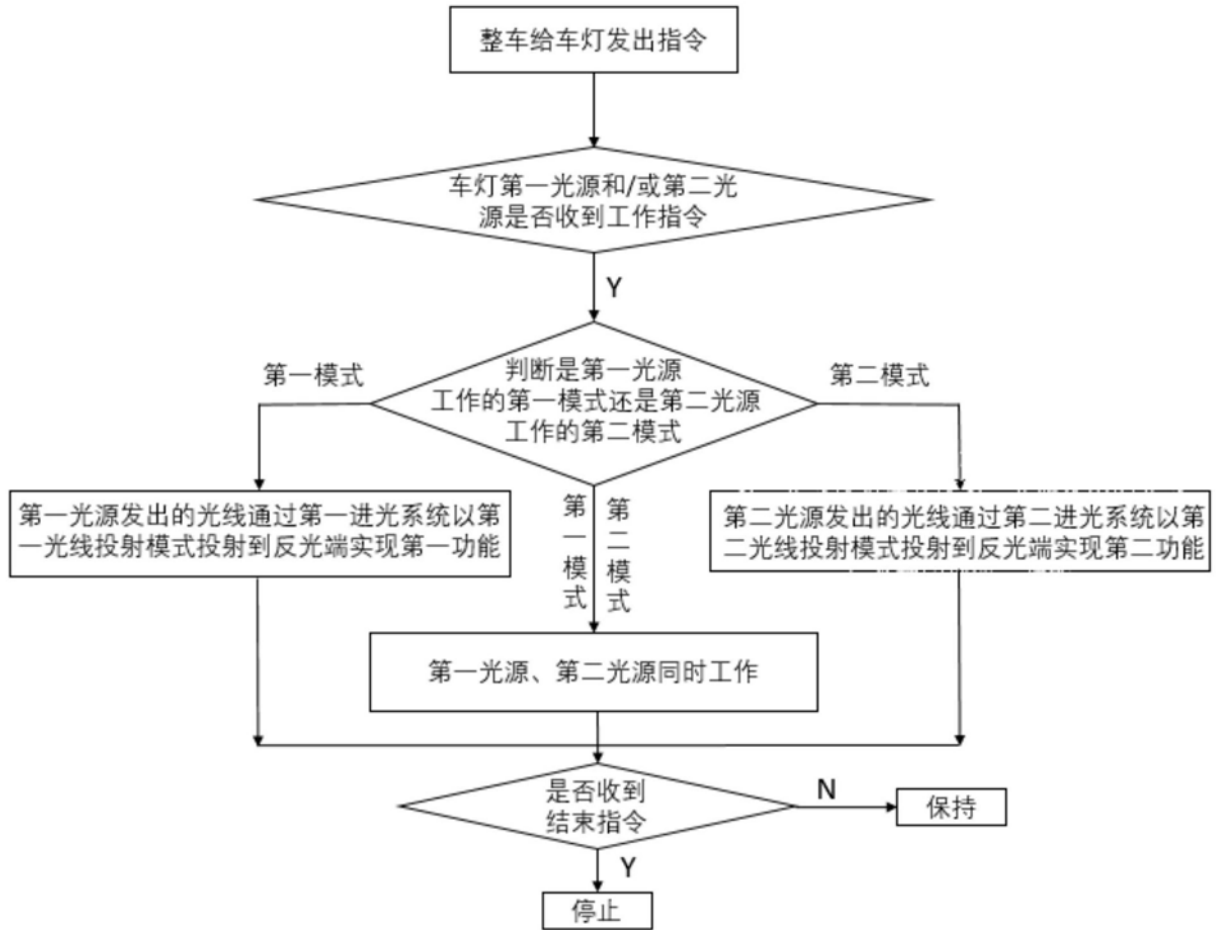 整车给车灯发出指令
车灯第一光源和/或第二光
源是否收到工作指令
Y
判断是第一光源
工作的第一模式还是第二光源
工作的第二模式
第一模式
第二模式
第一光源发出的光线通过第一进光系统以第
一光线投射模式投射到反光端实现第一功能
第一模式
第二模式
第二光源发出的光线通过第二进光系统以第
二光线投射模式投射到反光端实现第二功能
第一光源、第二光源同时工作
是否收到
结束指令
N
保持
Y
停止